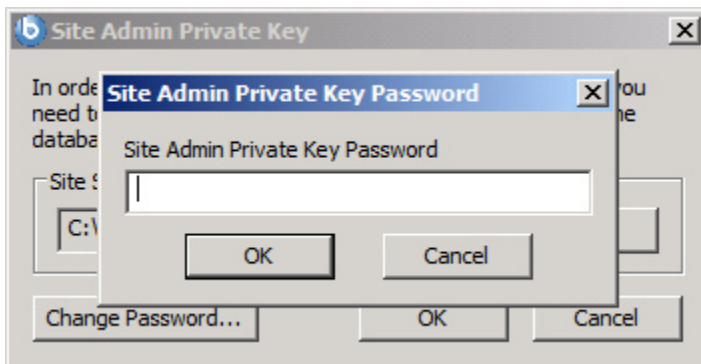 Site Admin Private Key
In orde you
need t he
databa
Site Admin Private Key Password
Site Admin Private Key Password
Site S
C:\
OK Cancel
Change Password... OK Cancel